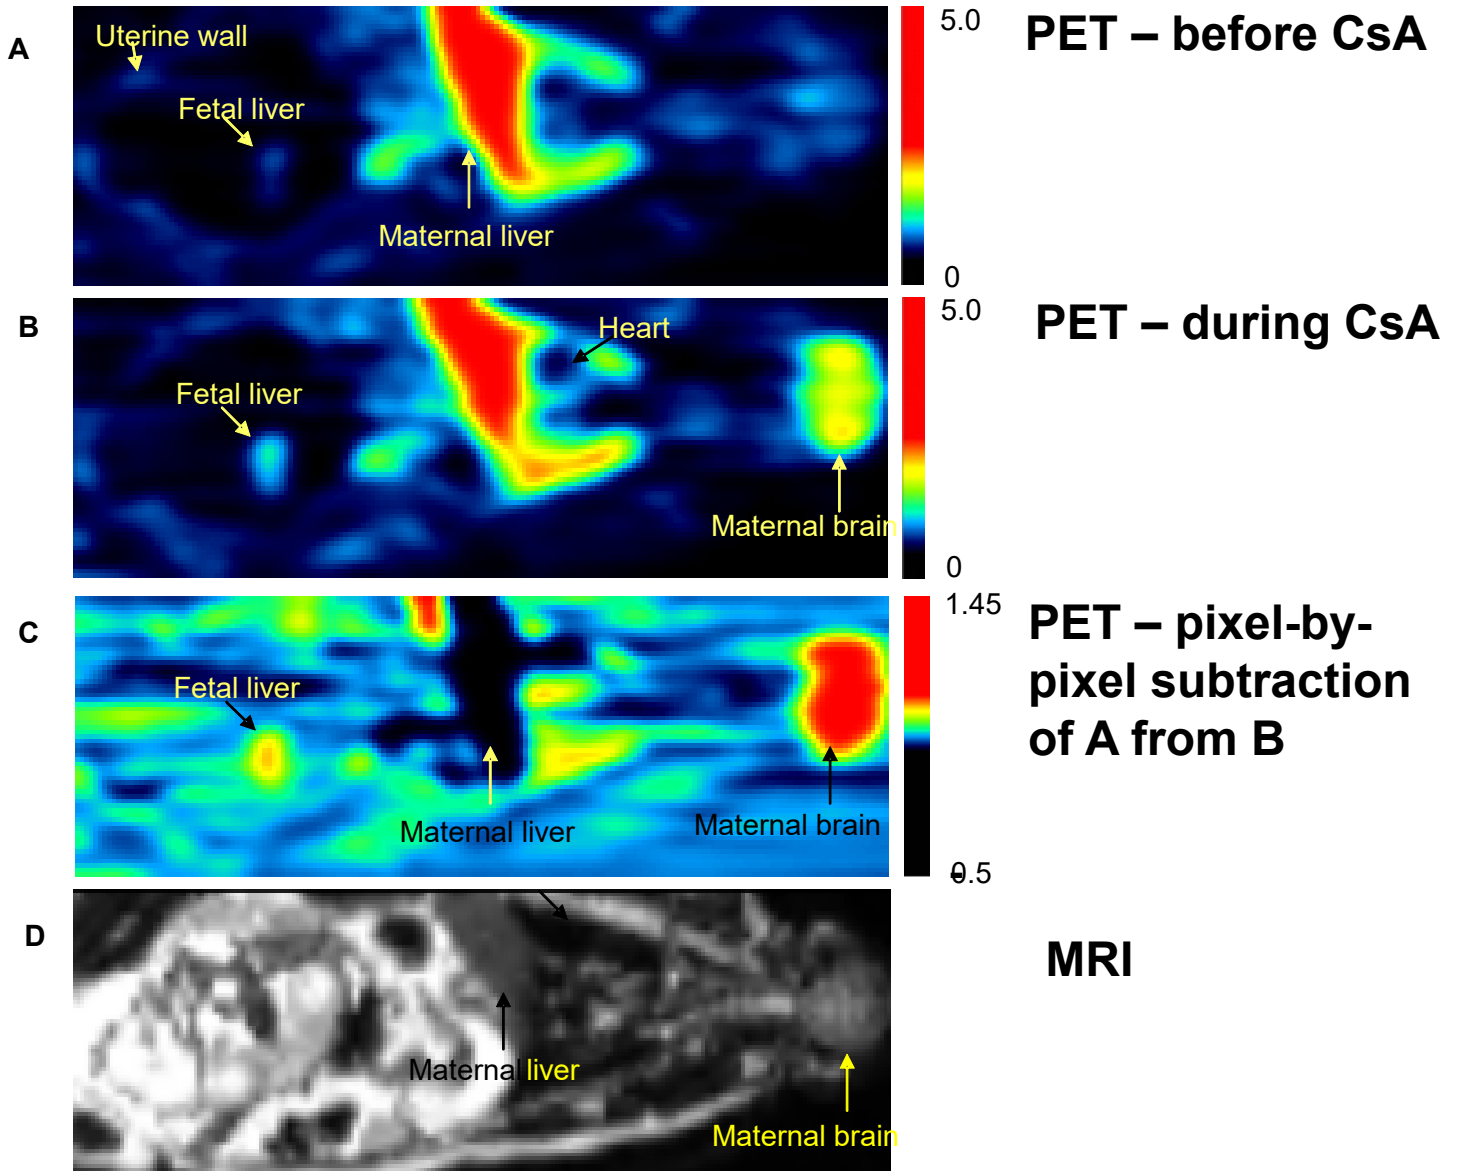 A
Uterine wall
Fetal liver
Maternal liver
5.0
0
PET – before CsA
B
Heart
Fetal liver
Maternal brain
5.0
0
PET – during CsA
C
Fetal liver
Maternal liver
Maternal brain
1.45
-0.5
PET – pixel-by-
pixel subtraction
of A from B
D
Maternal liver
Maternal brain
MRI